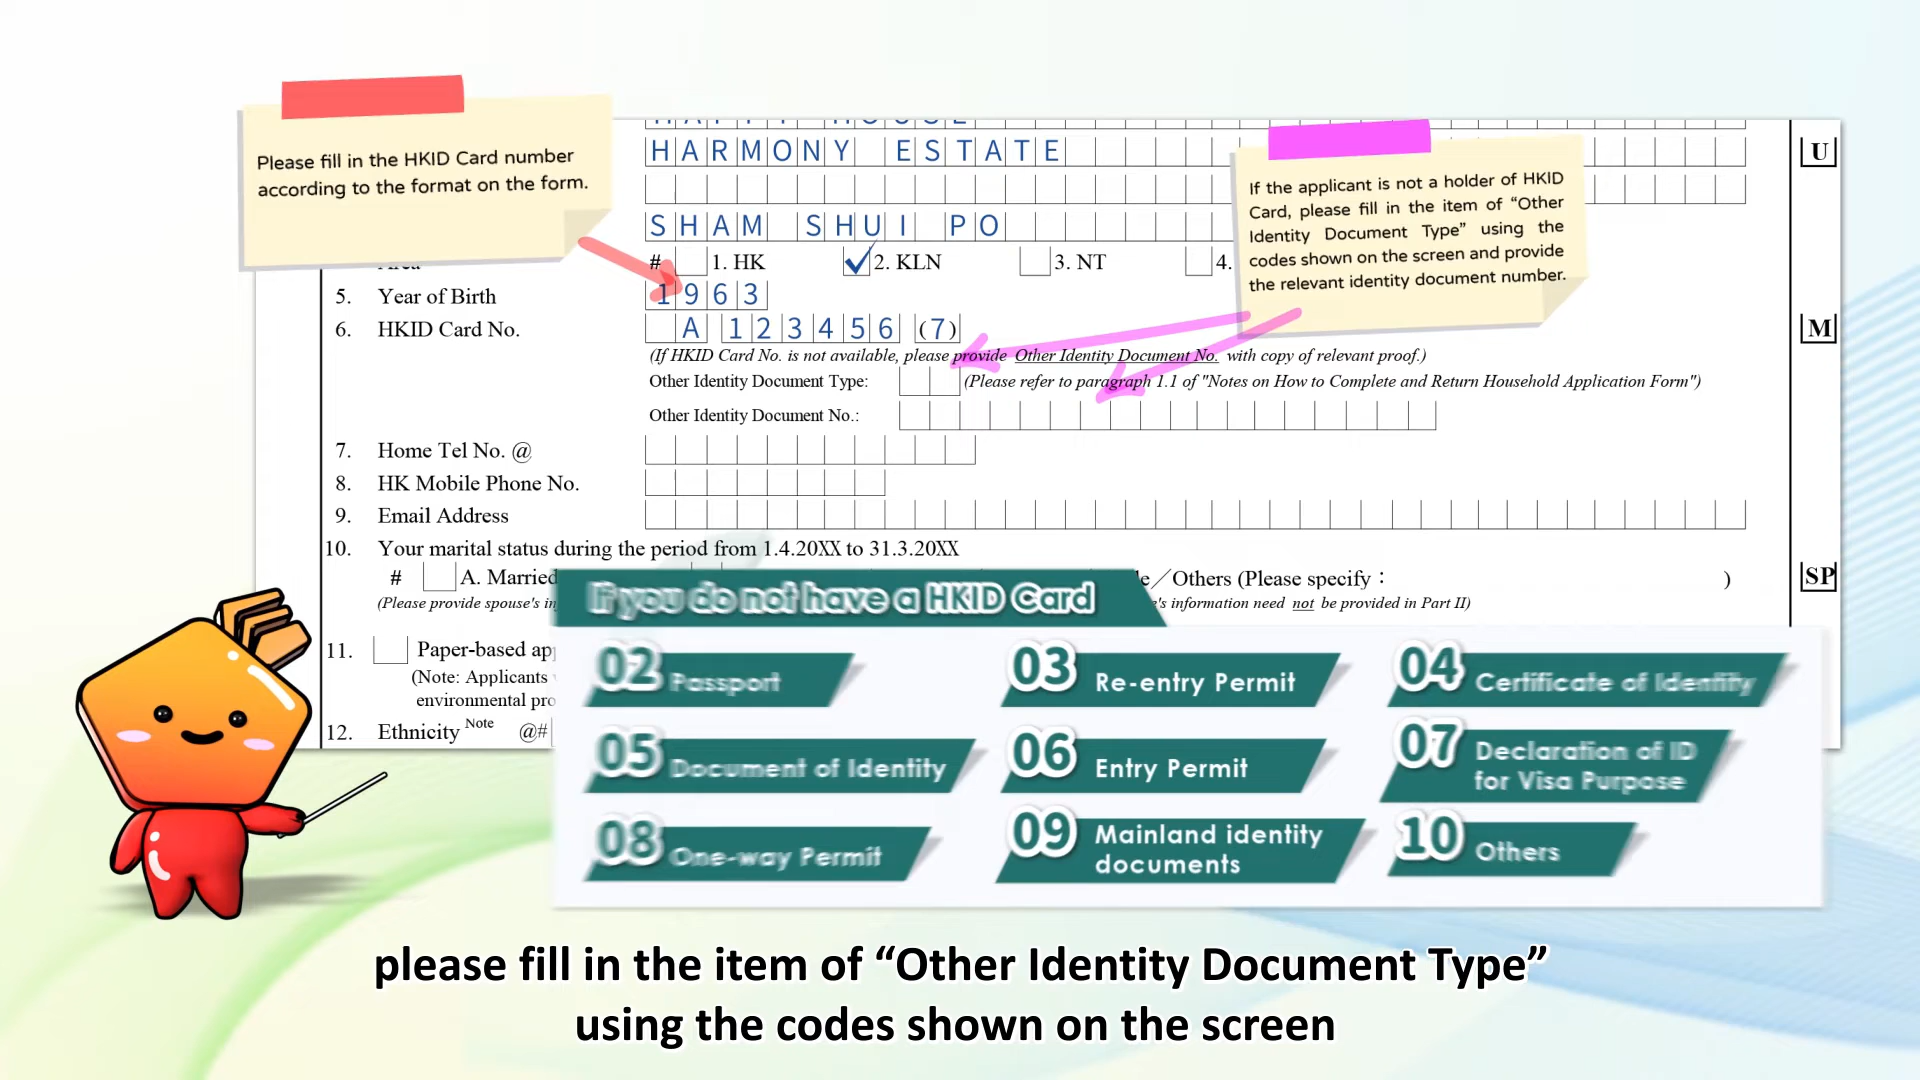 Please fill in the HKID Card number
according to the format on the form.
HARMONY ESTATE
SHAM SHUI PO
# 1. HK 2. KLN 3. NT 4.
5. Year of Birth 1963
6. HKID Card No. A 123456 (7)
(If HKID Card No. is not available, please provide Other Identity Document No. with copy of relevant proof.)
Other Identity Document Type: (Please refer to paragraph 1.1 of "Notes on How to Complete and Return Household Application Form")
Other Identity Document No.:
7. Home Tel No. @
8. HK Mobile Phone No.
9. Email Address
10. Your marital status during the period from 1.4.20XX to 31.3.20XX
# A. Married
/Others (Please specify : )
(Please provide spouse's
information need not be provided in Part II)
11. Paper-based
(Note: Applicants
environmental
12. Ethnicity Note @#
U
M
SP
If the applicant is not a holder of HKID
Card, please fill in the item of “Other
Identity Document Type” using the
codes shown on the screen and provide
the relevant identity document number.
If you do not have a HKID Card
02 Passport
03 Re-entry Permit
04 Certificate of Identity
05 Document of Identity
06 Entry Permit
07 Declaration of ID
for Visa Purpose
08 One-way Permit
09 Mainland identity
documents
10 Others
please fill in the item of “Other Identity Document Type”
using the codes shown on the screen